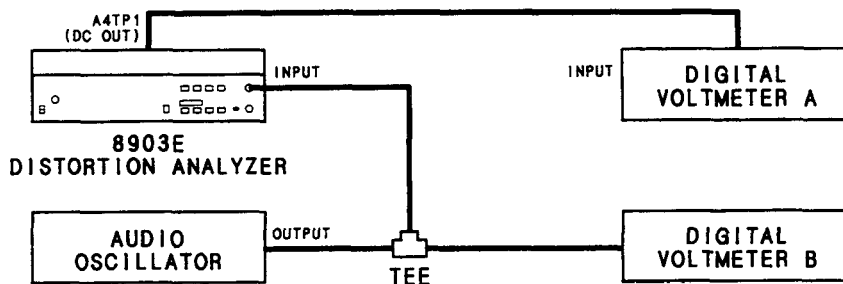 A4TP1
(DC OUT)
INPUT
INPUT
DIGITAL
VOLTMETER A
8903E
DISTORTION ANALYZER
AUDIO
OSCILLATOR
OUTPUT
TEE
DIGITAL
VOLTMETER B